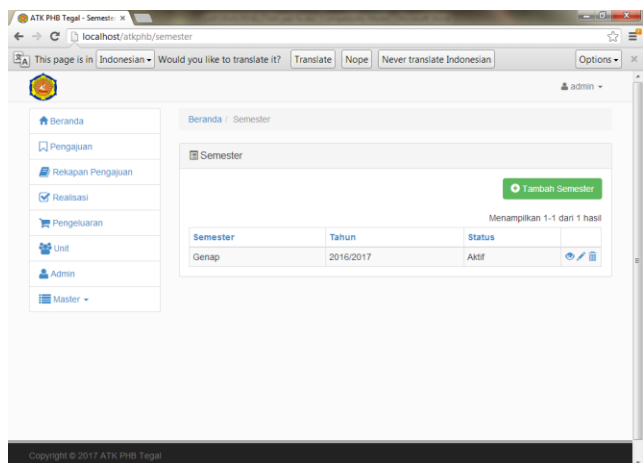 ATK PHB Tegal - Semeste
localhost/atkphb/semester
This page is in Indonesian Would you like to translate it? Translate Nope Never translate Indonesian Options
admin
Beranda
Pengajuan
Rekapan Pengajuan
Realisasi
Pengeluaran
Unit
Admin
Master
Beranda / Semester
Semester
Tambah Semester
Menampilkan 1-1 dari 1 hasil
Semester Tahun Status
Genap 2016/2017 Aktif
Copyright © 2017 ATK PHB Tegal